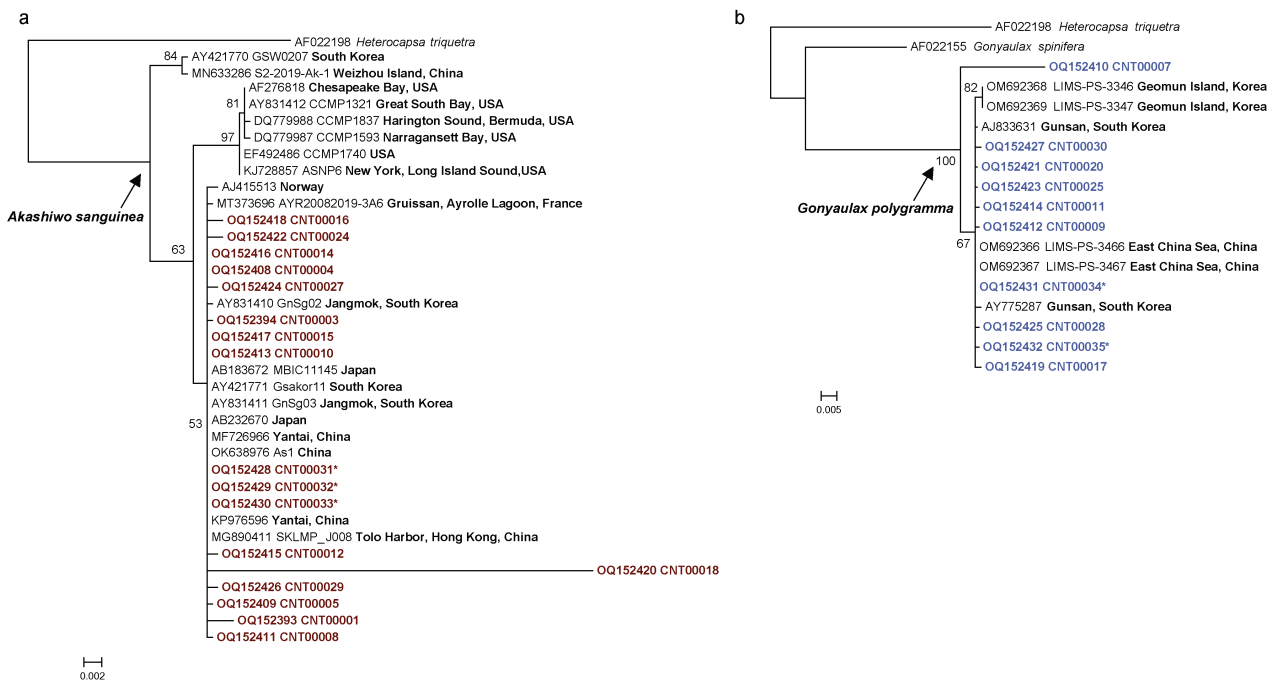 a
AF022198 Heterocapsa triquetra
84
AY421770 GSW0207 South Korea
MN633286 S2-2019-Ak-1 Weizhou Island, China
AF276818 Chesapeake Bay, USA
81
AY831412 CCMP1321 Great South Bay, USA
DQ779988 CCMP1837 Harington Sound, Bermuda, USA
97
DQ779987 CCMP1593 Narragansett Bay, USA
EF492486 CCMP1740 USA
KJ728857 ASNP6 New York, Long Island Sound,USA
AJ415513 Norway
MT373696 AYR20082019-3A6 Gruissan, Ayrolle Lagoon, France
Akashiwo sanguinea
OQ152418 CNT00016
OQ152422 CNT00024
63
OQ152416 CNT00014
OQ152408 CNT00004
OQ152424 CNT00027
AY831410 GnSg02 Jangmok, South Korea
OQ152394 CNT00003
OQ152417 CNT00015
OQ152413 CNT00010
AB183672 MBIC11145 Japan
AY421771 Gsakor11 South Korea
AY831411 GnSg03 Jangmok, South Korea
53
AB232670 Japan
MF726966 Yantai, China
OK638976 As1 China
OQ152428 CNT00031*
OQ152429 CNT00032*
OQ152430 CNT00033*
KP976596 Yantai, China
MG890411 SKLMP_J008 Tolo Harbor, Hong Kong, China
OQ152415 CNT00012
OQ152420 CNT00018
OQ152426 CNT00029
OQ152409 CNT00005
OQ152393 CNT00001
OQ152411 CNT00008
0.002
b
AF022198 Heterocapsa triquetra
AF022155 Gonyaulax spinifera
OQ152410 CNT00007
82
OM692368 LIMS-PS-3346 Geomun Island, Korea
OM692369 LIMS-PS-3347 Geomun Island, Korea
AJ833631 Gunsan, South Korea
OQ152427 CNT00030
100
OQ152421 CNT00020
OQ152423 CNT00025
Gonyaulax polygramma
OQ152414 CNT00011
OQ152412 CNT00009
67
OM692366 LIMS-PS-3466 East China Sea, China
OM692367 LIMS-PS-3467 East China Sea, China
OQ152431 CNT00034*
AY775287 Gunsan, South Korea
OQ152425 CNT00028
OQ152432 CNT00035*
OQ152419 CNT00017
0.005